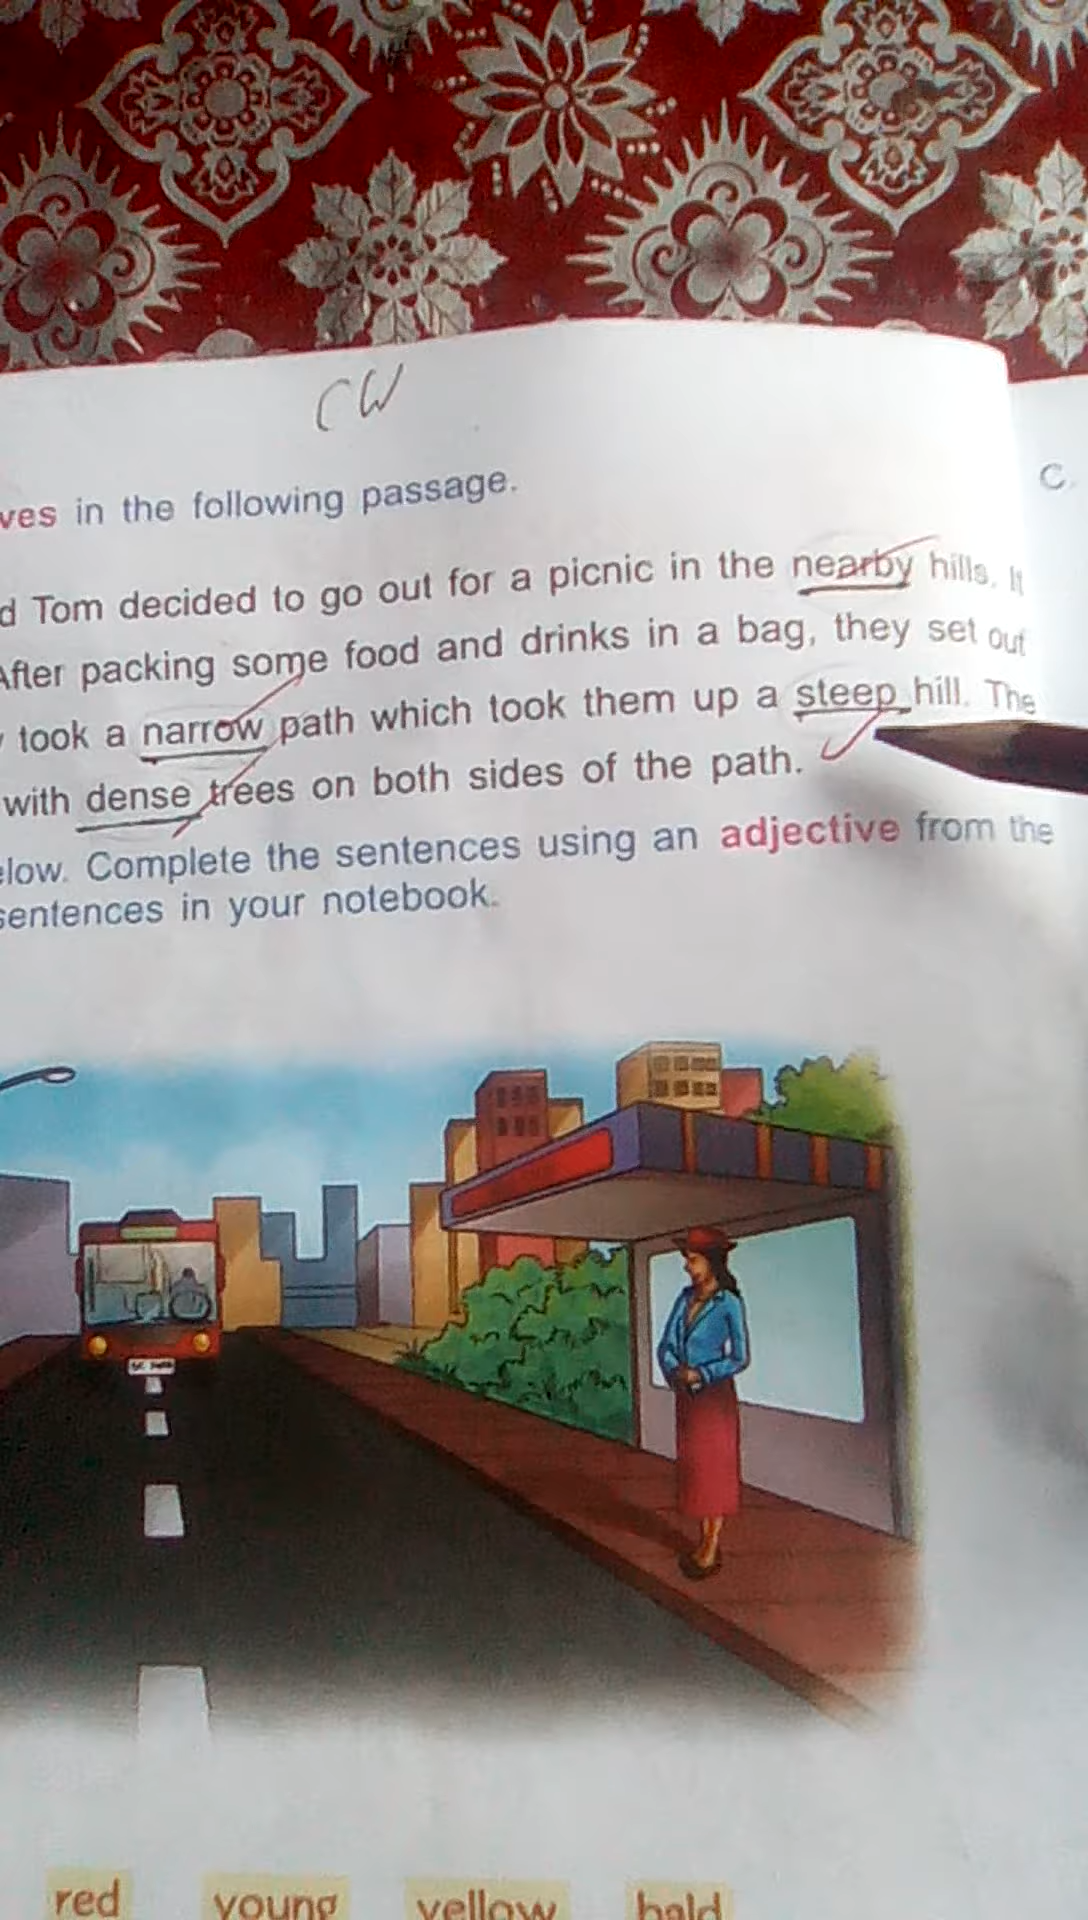 CW
ves in the following passage.
C.
d Tom decided to go out for a picnic in the nearby hills. It
After packing some food and drinks in a bag, they set out
took a narrow path which took them up a steep hill. The
with dense trees on both sides of the path.
low. Complete the sentences using an adjective from the
sentences in your notebook.
red young yellow bald